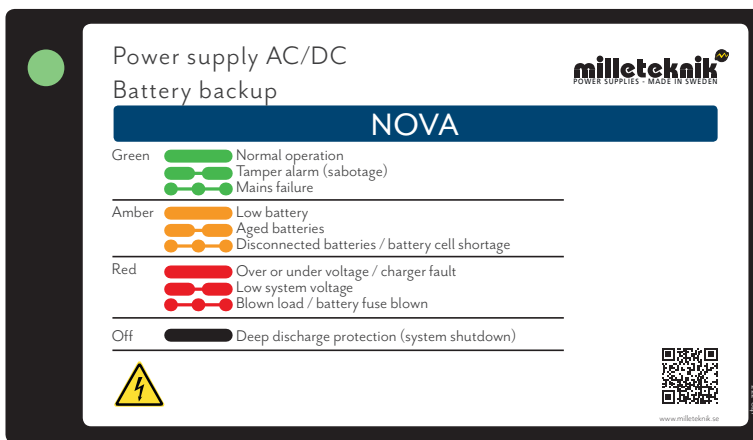 Power supply AC/DC
Battery backup
milleteknik
POWER SUPPLIES - MADE IN SWEDEN
NOVA
Green
Normal operation
Tamper alarm (sabotage)
Mains failure
Amber
Low battery
Aged batteries
Disconnected batteries / battery cell shortage
Red
Over or under voltage / charger fault
Low system voltage
Blown load / battery fuse blown
Off
Deep discharge protection (system shutdown)
www.milleteknik.se